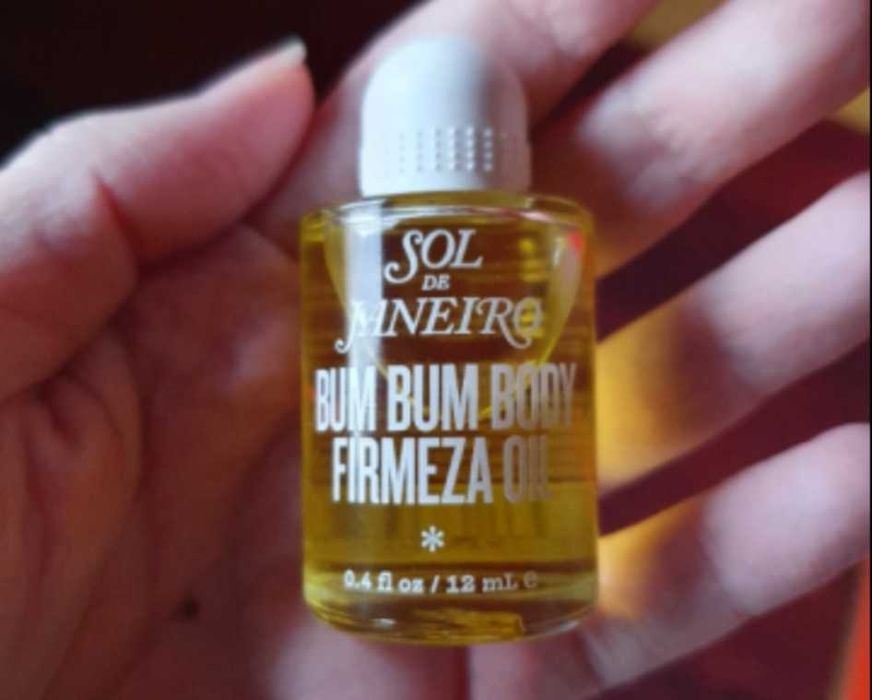 SOL
DE
JANEIRO
BUM BUM BODY
FIRMEZA OIL
*
0.4 fl oz / 12 mL ℮